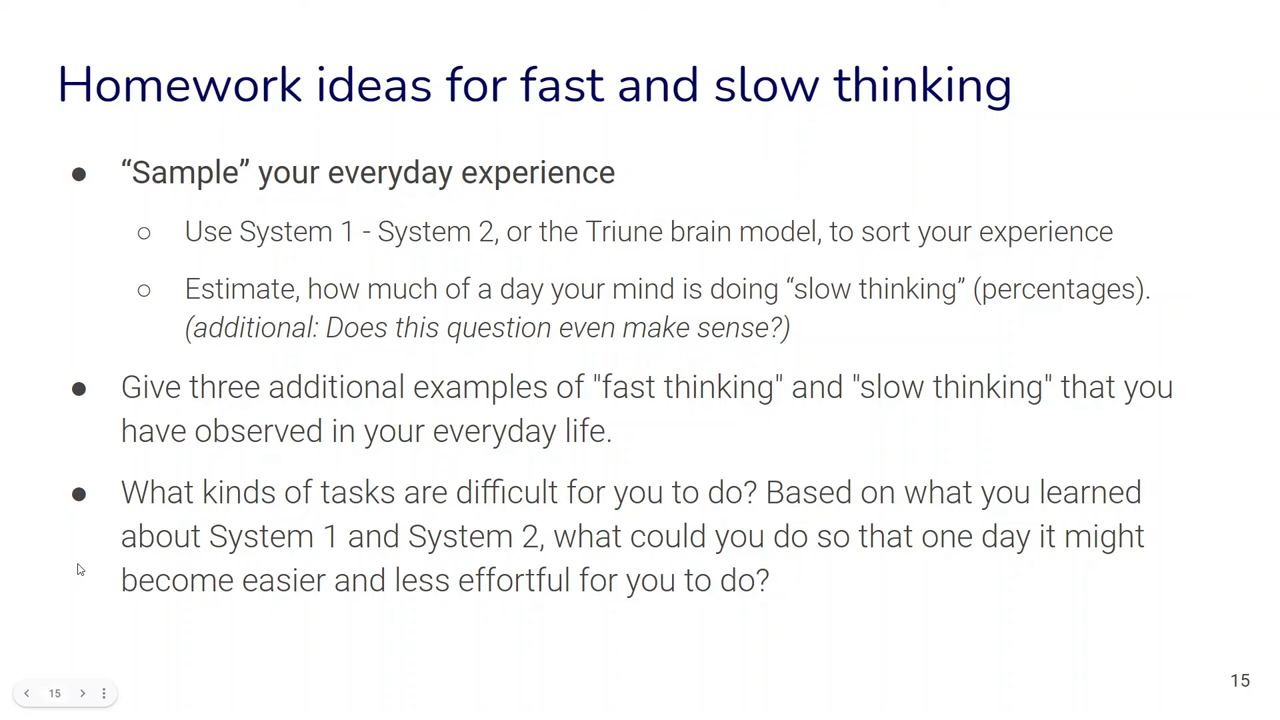 Homework ideas for fast and slow thinking
● “Sample” your everyday experience
○ Use System 1 - System 2, or the Triune brain model, to sort your experience
○ Estimate, how much of a day your mind is doing “slow thinking” (percentages).
(additional: Does this question even make sense?)
● Give three additional examples of "fast thinking" and "slow thinking" that you
have observed in your everyday life.
● What kinds of tasks are difficult for you to do? Based on what you learned
about System 1 and System 2, what could you do so that one day it might
become easier and less effortful for you to do?
15
15